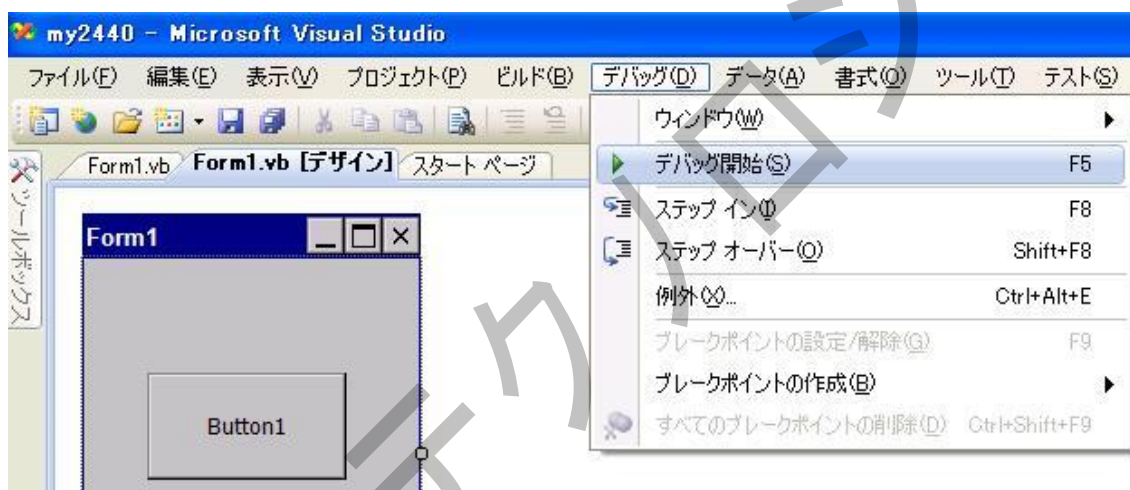 my2440 - Microsoft Visual Studio
ファイル(F) 編集(E) 表示(V) プロジェクト(P) ビルド(B) デバッグ(D) データ(A) 書式(O) ツール(T) テスト(S)
ウィンドウ(W)
Form1.vb Form1.vb [デザイン] スタート ページ
デバッグ開始(S) F5
ツールボックス
ステップ イン(I) F8
Form1
ステップ オーバー(O) Shift+F8
例外(X)... Ctrl+Alt+E
ブレークポイントの設定/解除(G) F9
ブレークポイントの作成(B)
Button1
すべてのブレークポイントの削除(D) Ctrl+Shift+F9